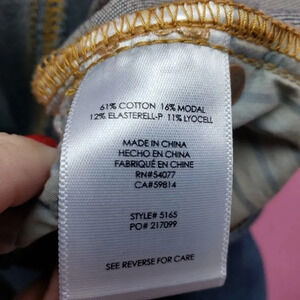 61% COTTON 16% MODAL
12% ELASTERELL-P 11% LYOCELL
MADE IN CHINA
HECHO EN CHINA
FABRIQUÉ EN CHINE
RN#54077
CA#59814
STYLE# 5165
PO# 217099
SEE REVERSE FOR CARE